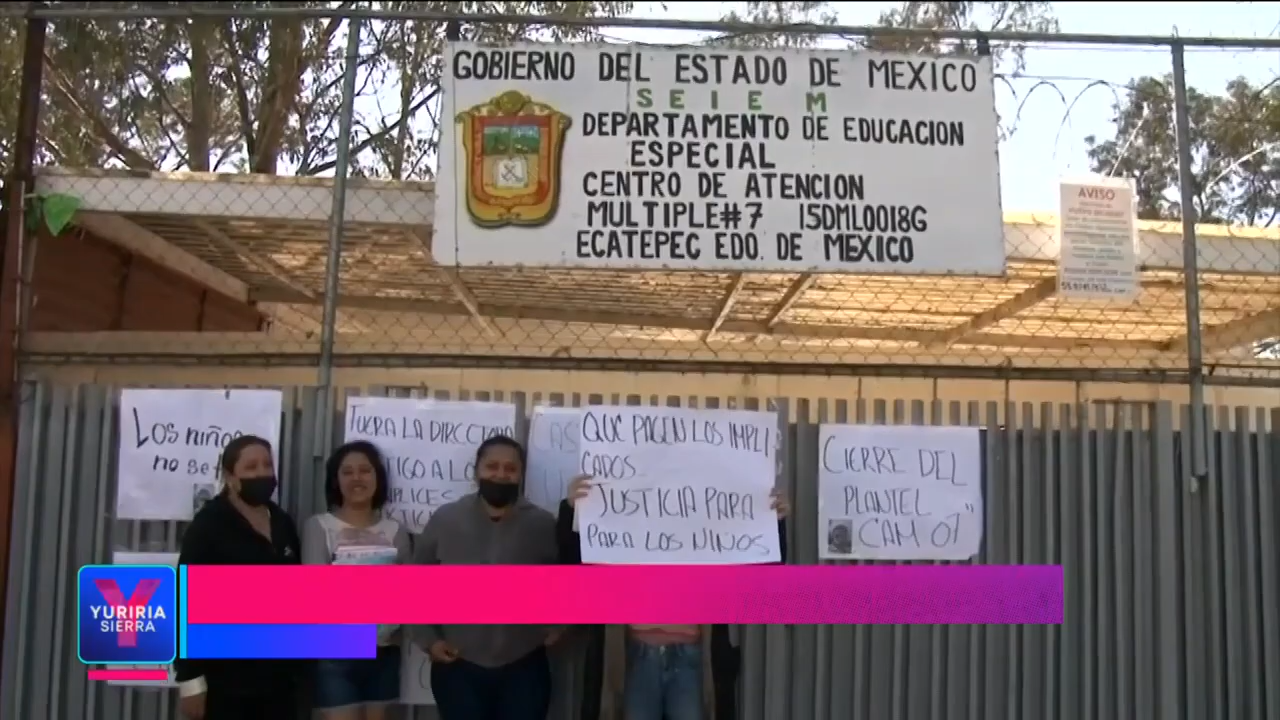 GOBIERNO DEL ESTADO DE MEXICO
SEIEM
DEPARTAMENTO DE EDUCACION
ESPECIAL
CENTRO DE ATENCION
MULTIPLE#7 15DML0018G
ECATEPEC EDO. DE MEXICO
AVISO
LOS NIÑOS
no se
FUERA LA DIRECTORA
A LO
QUE PAGEN LOS IMPLI
CADOS
JUSTICIA PARA
PARA LOS NIÑOS
CIERRE DEL
PLANTEL "
CAM 07
YURIRIA
SIERRA